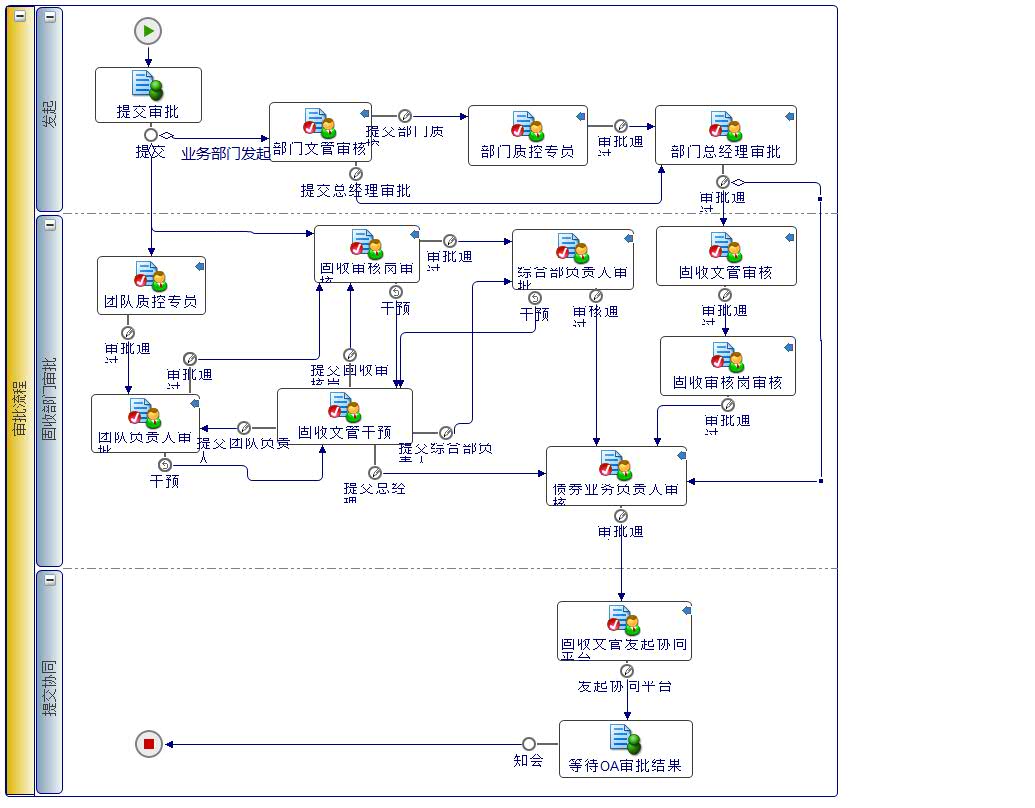 审批流程
发起
提交审批
提交
业务部门发起
部门文管审核
提交部门质
部门质控专员
审批通
过
部门总经理审批
提交总经理审批
审批通
过
固收部门审批
团队质控专员
审批通
过
固收审核岗审
核
审批通
过
综合部负责人审
批
固收文管审核
干预
干预
审核通
过
审批通
过
固收审核岗审核
审批通
过
提交固收审
核岗
团队负责人审
批
提交团队负责
人
固收文管干预
提交综合部负
责人
审批通
过
干预
提交总经
理
债券业务负责人审
核
审批通
提交协同
固收文管发起协同
平台
发起协同平台
等待OA审批结果
知会